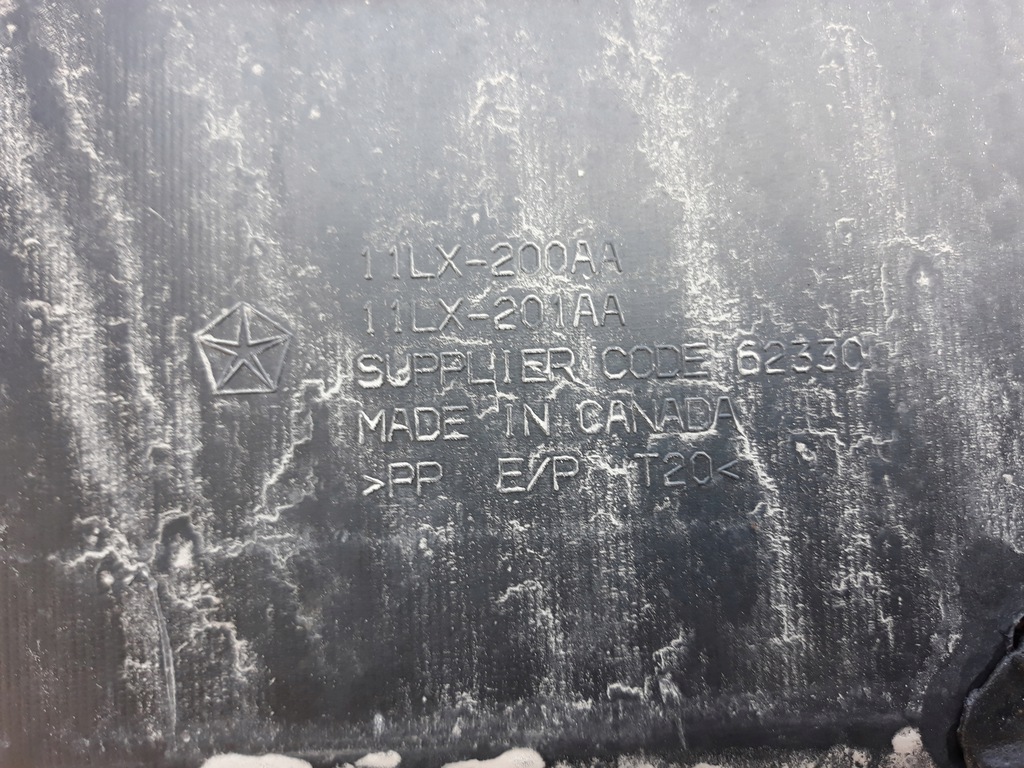 11LX-200AA
11LX-201AA
SUPPLIER CODE 62330
MADE IN CANADA
>PP E/P T20<